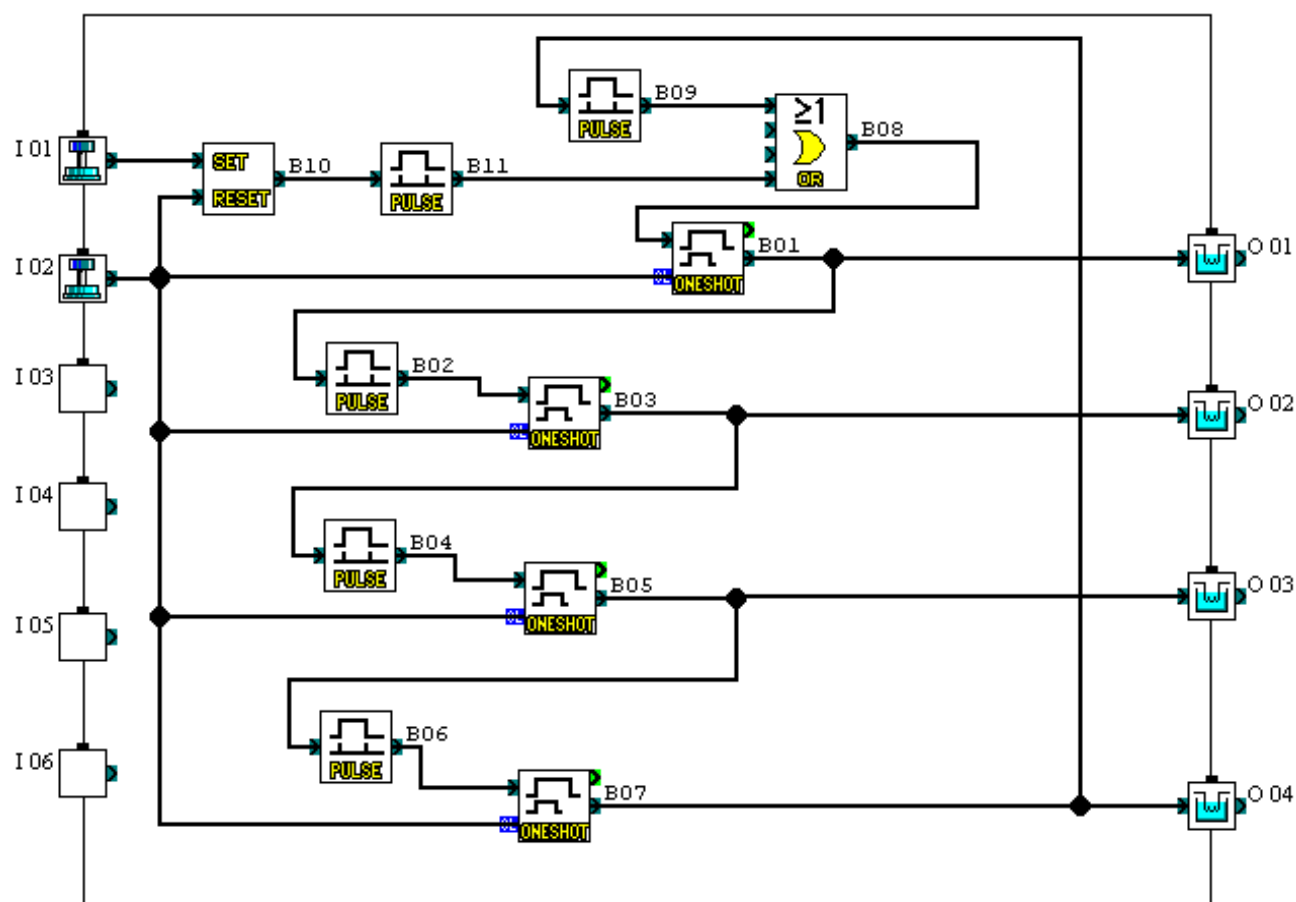 B09
≥1
PULSE
B08
I 01
SET
B10
B11
OR
RESET
PULSE
I 02
B01
O 01
ONESHOT
B02
I 03
PULSE
B03
O 02
ONESHOT
I 04
B04
PULSE
B05
O 03
I 05
ONESHOT
B06
I 06
PULSE
B07
O 04
ONESHOT